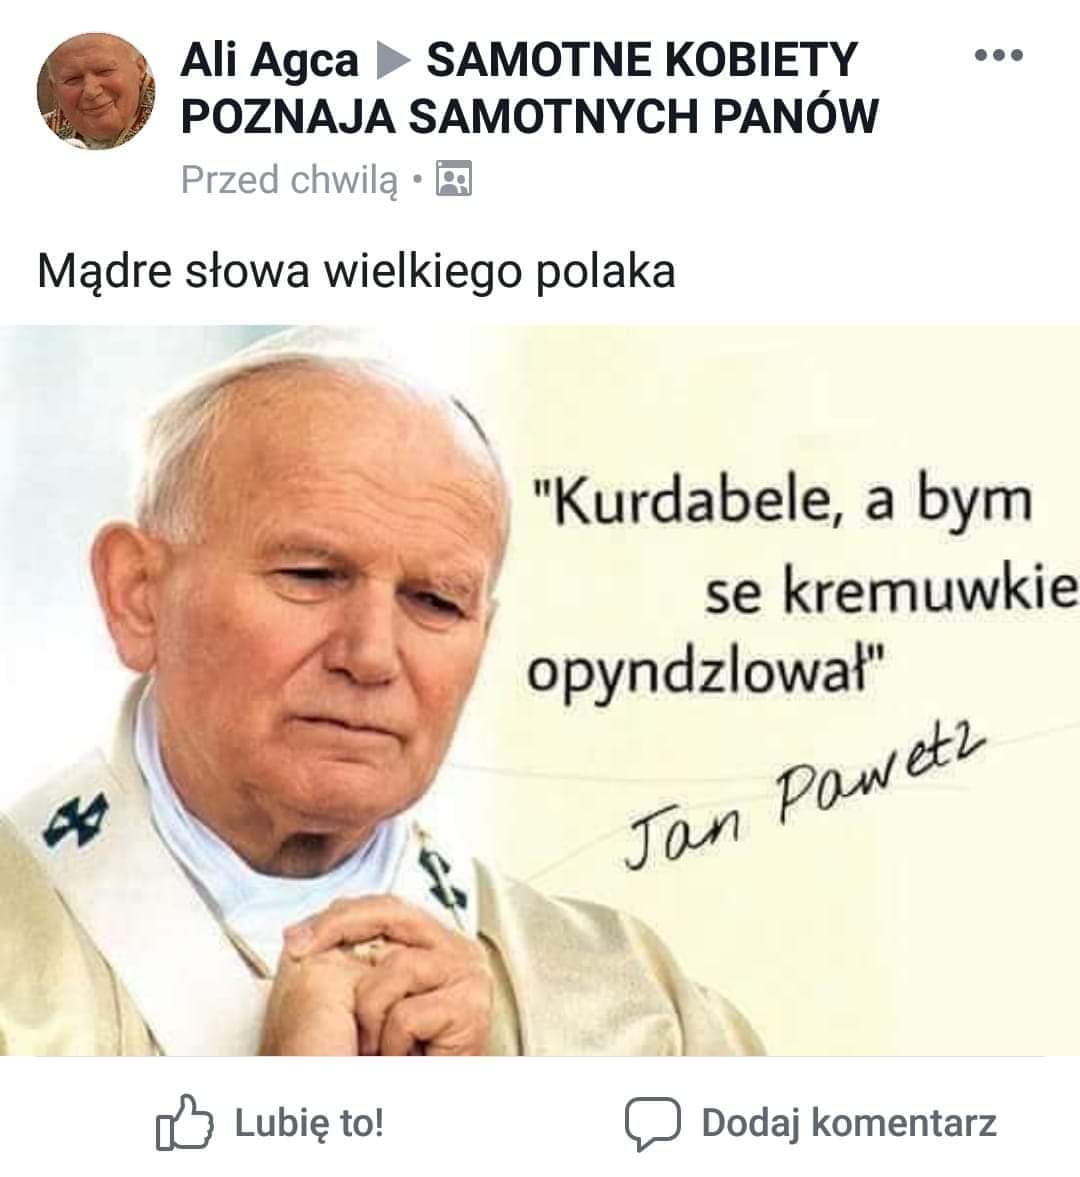 Ali Agca ▶ SAMOTNE KOBIETY
POZNAJA SAMOTNYCH PANÓW
Przed chwilą
Mądre słowa wielkiego polaka
"Kurdabele, a bym
se kremuwkie
opyndzlował"
Jan Pawet2
Lubię to!
Dodaj komentarz